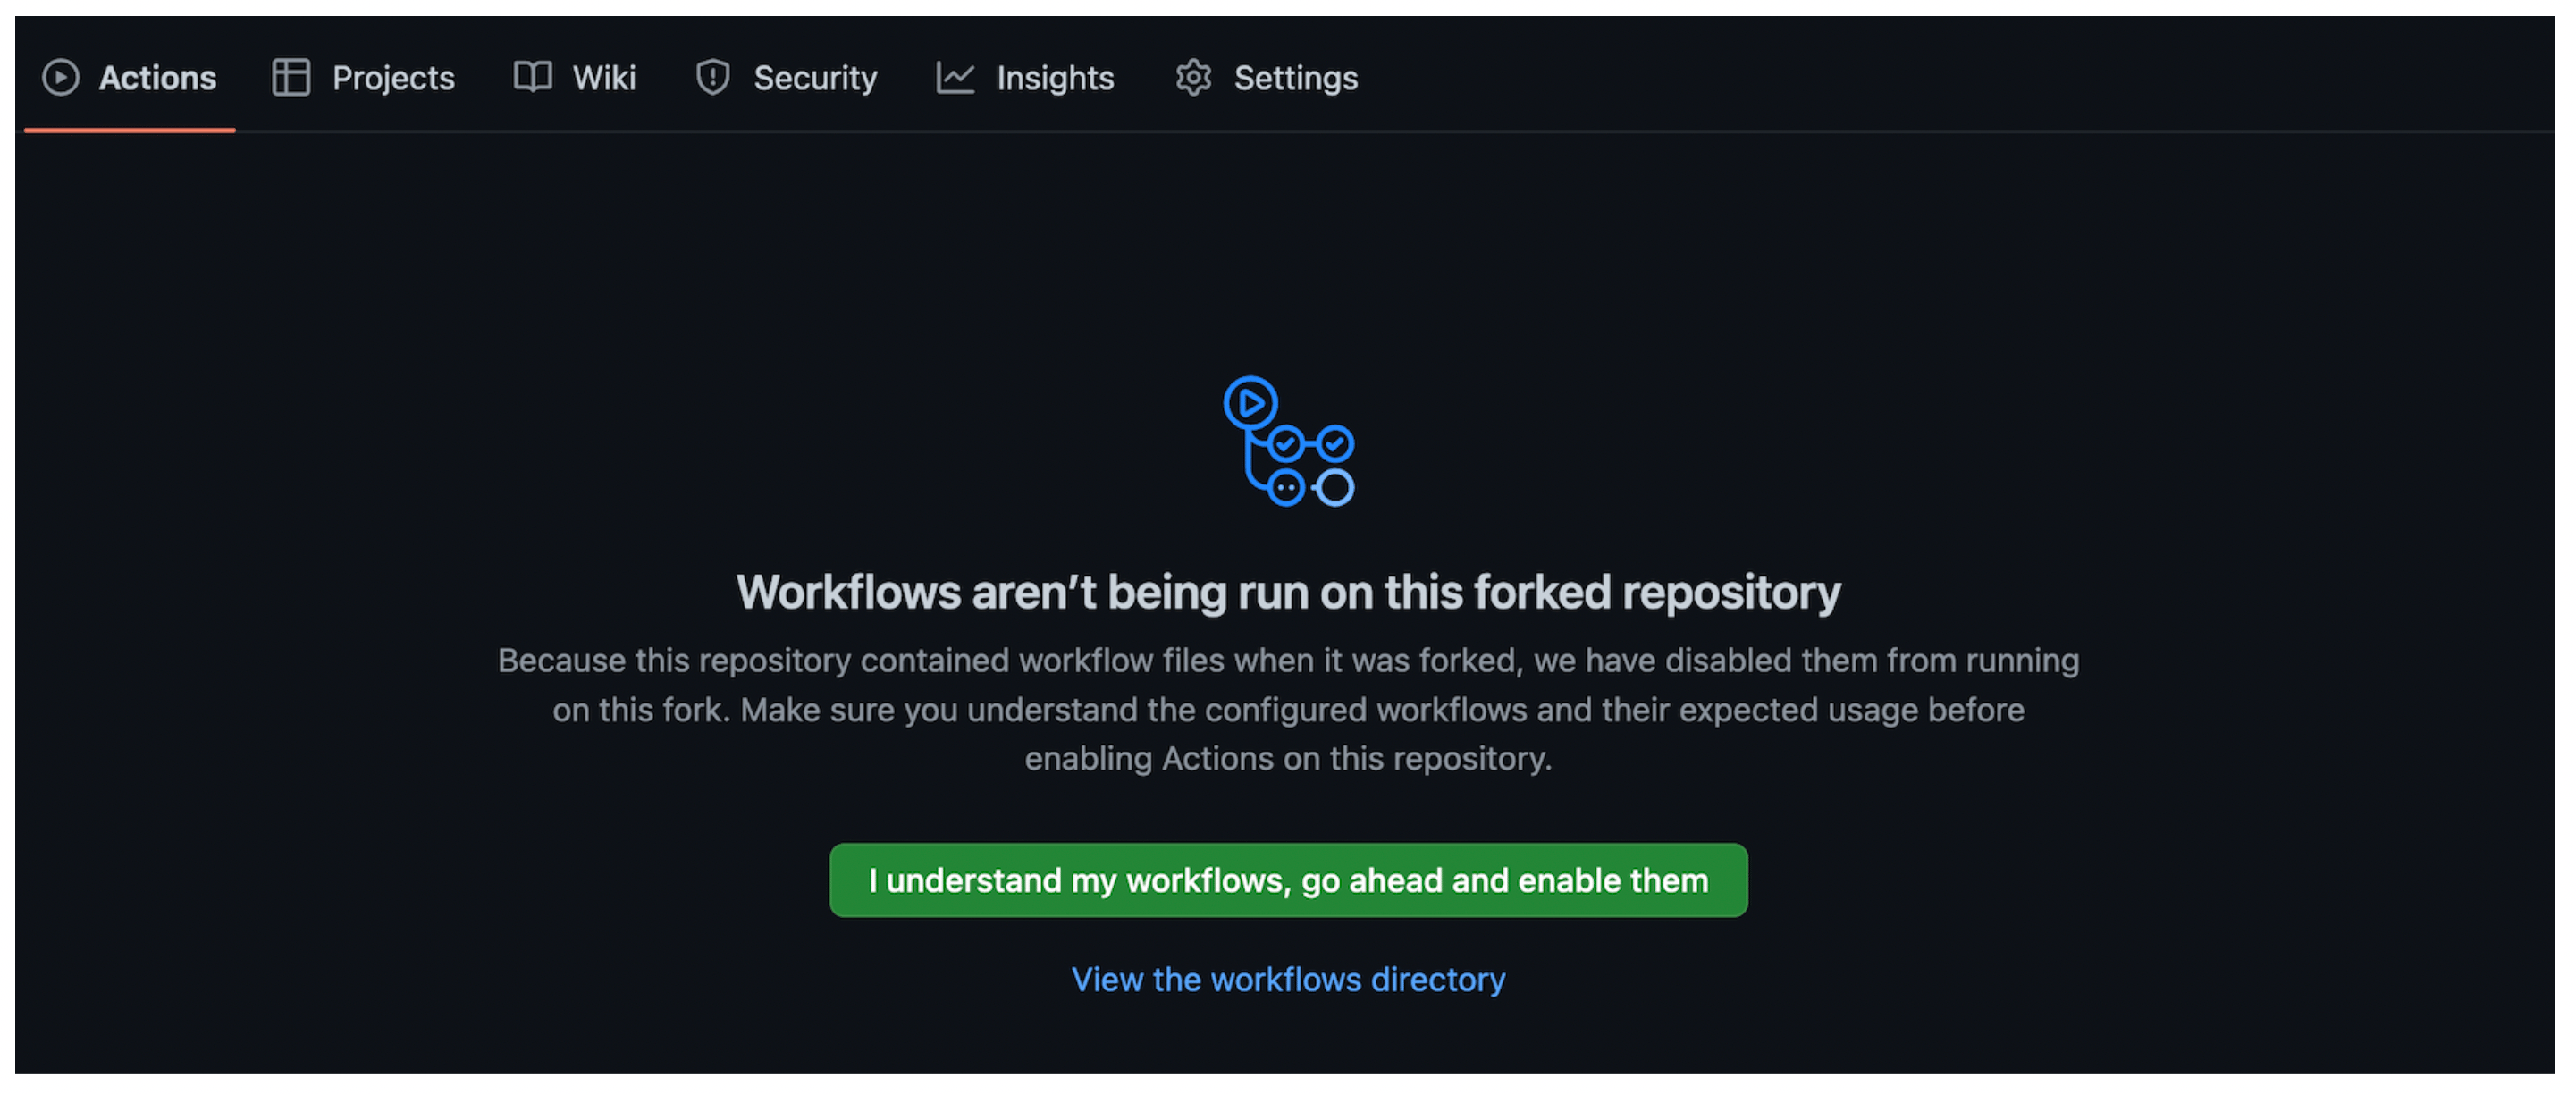 Actions Projects Wiki Security Insights Settings
Workflows aren’t being run on this forked repository
Because this repository contained workflow files when it was forked, we have disabled them from running
on this fork. Make sure you understand the configured workflows and their expected usage before
enabling Actions on this repository.
I understand my workflows, go ahead and enable them
View the workflows directory